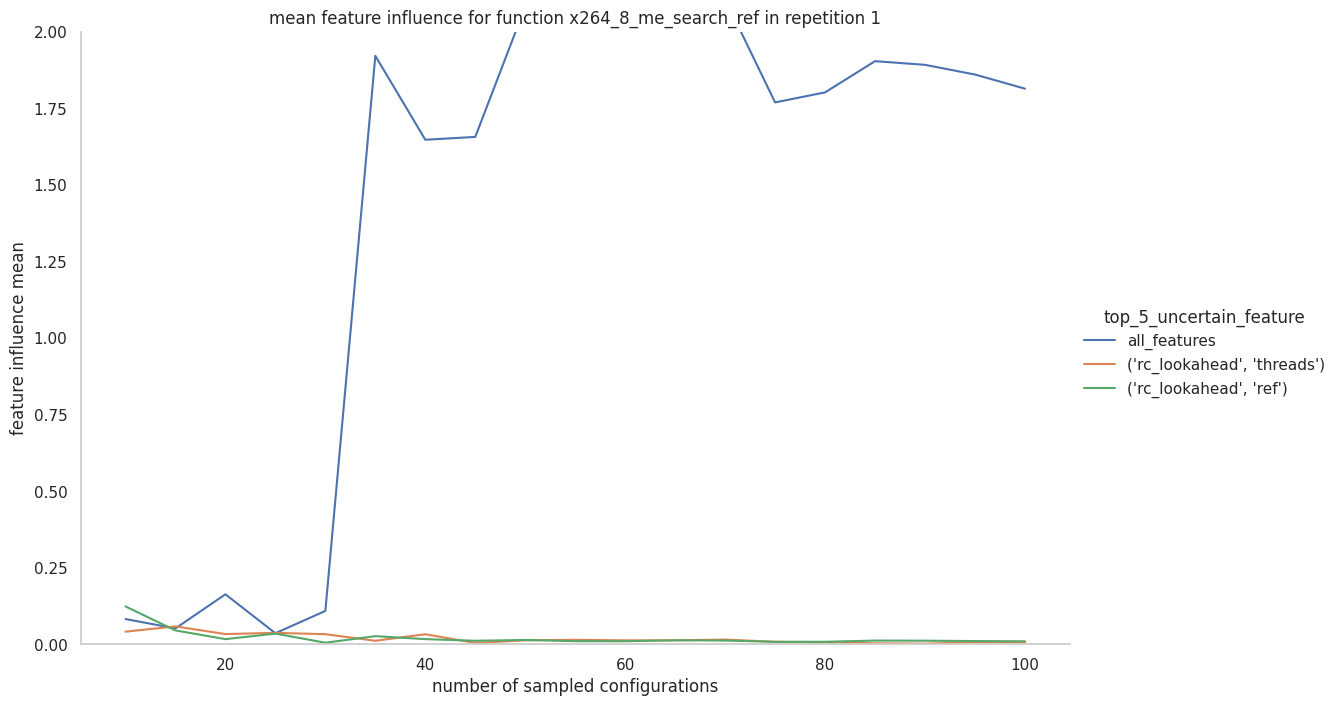 mean feature influence for function x264_8_me_search_ref in repetition 1
2.00
1.75
1.50
1.25
1.00
0.75
0.50
0.25
0.00
feature influence mean
20
40
60
80
100
number of sampled configurations
top_5_uncertain_feature
all_features
('rc_lookahead', 'threads')
('rc_lookahead', 'ref')